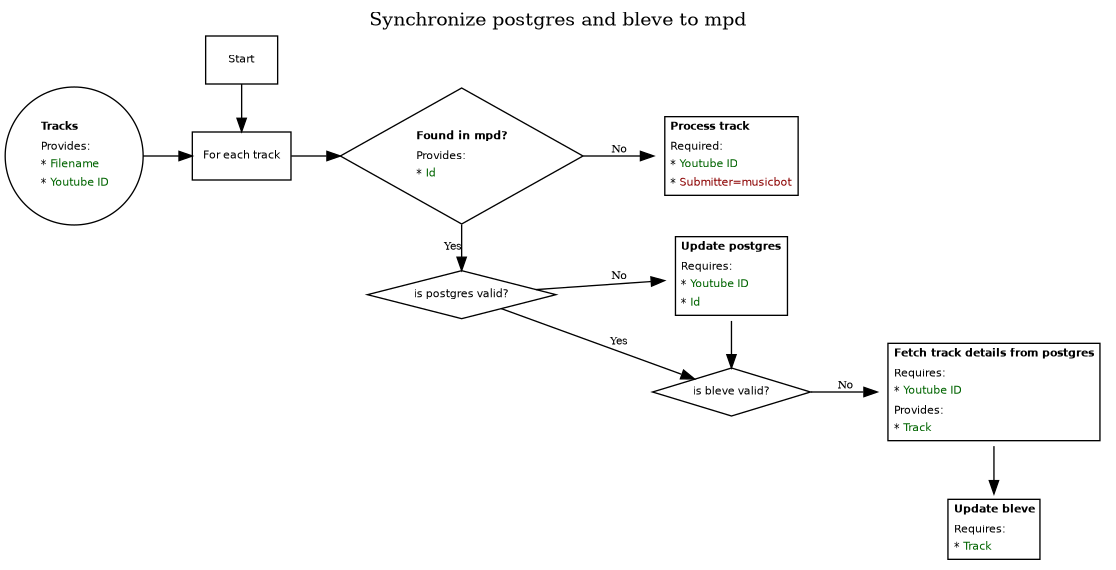 Synchronize postgres and bleve to mpd
Start
Tracks
Provides:
* Filename
* Youtube ID
For each track
Found in mpd?
Provides:
* Id
No
Process track
Required:
* Youtube ID
* Submitter=musicbot
Yes
is postgres valid?
No
Update postgres
Requires:
* Youtube ID
* Id
Yes
is bleve valid?
No
Fetch track details from postgres
Requires:
* Youtube ID
Provides:
* Track
Update bleve
Requires:
* Track